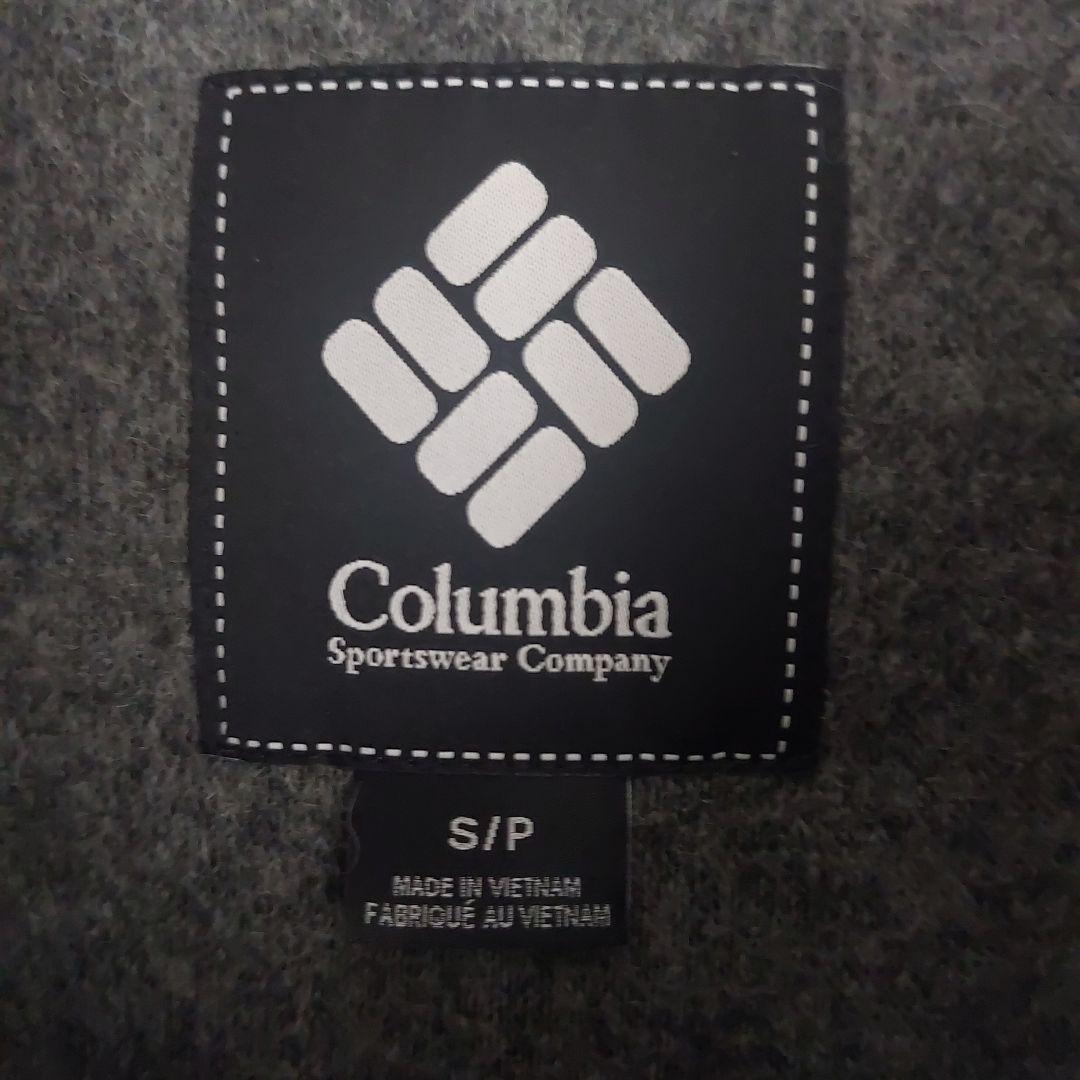 Columbia
Sportswear Company
S/P
MADE IN VIETNAM
FABRIQUÉ AU VIETNAM